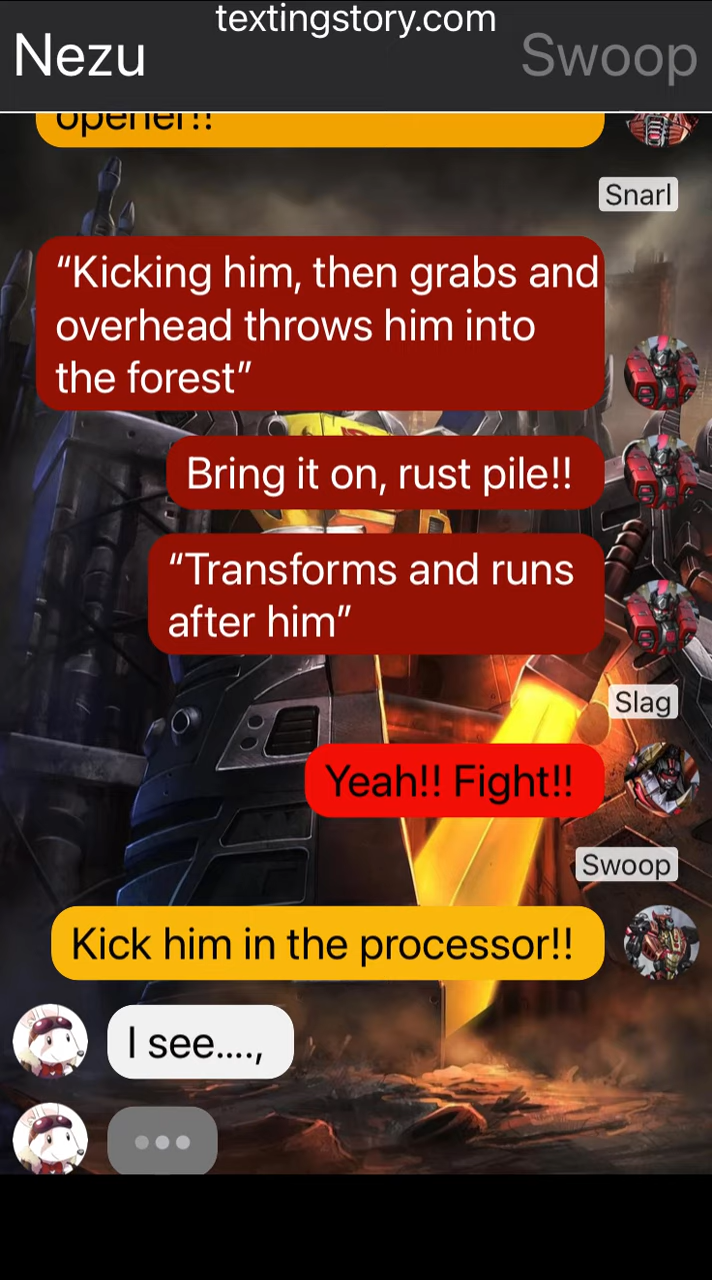 textingstory.com
Nezu
Swoop
opener!!
Snarl
“Kicking him, then grabs and
overhead throws him into
the forest”
Bring it on, rust pile!!
“Transforms and runs
after him”
Slag
Yeah!! Fight!!
Swoop
Kick him in the processor!!
I see....,